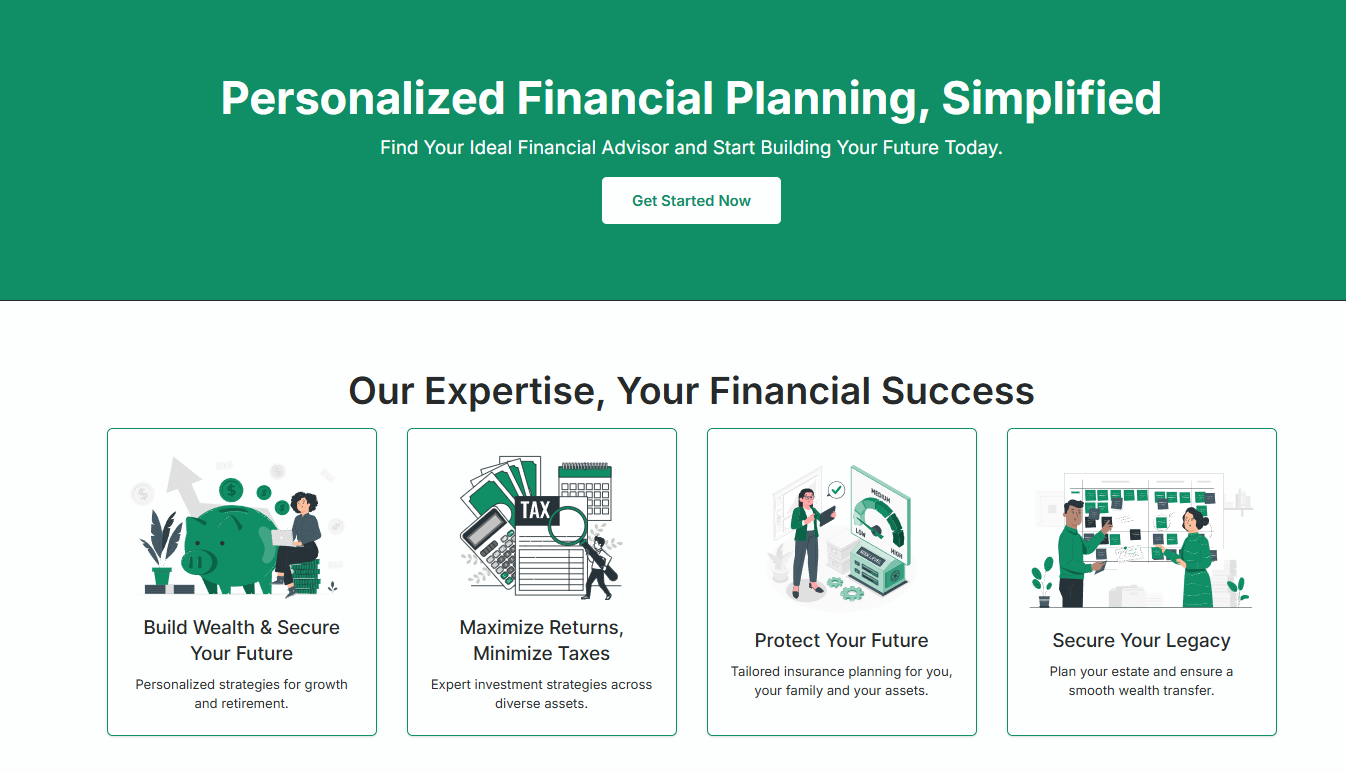 Personalized Financial Planning, Simplified
Find Your Ideal Financial Advisor and Start Building Your Future Today.
Get Started Now
Our Expertise, Your Financial Success
TAX
MEDIUM
LOW
HIGH
RISK LEVEL
Build Wealth & Secure
Your Future
Personalized strategies for growth
and retirement.
Maximize Returns,
Minimize Taxes
Expert investment strategies across
diverse assets.
Protect Your Future
Tailored insurance planning for you,
your family and your assets.
Secure Your Legacy
Plan your estate and ensure a
smooth wealth transfer.